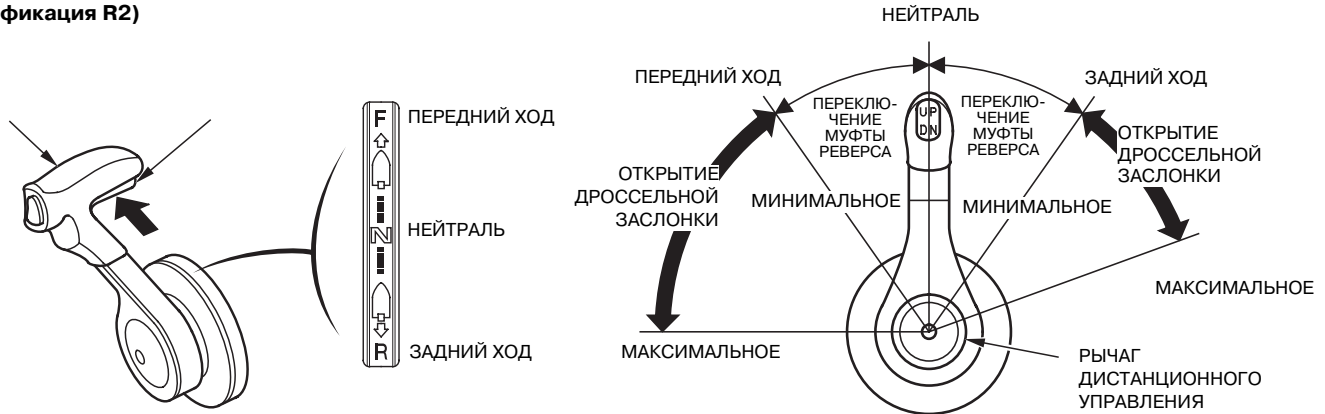 фикация R2)
F
N
R
ПЕРЕДНИЙ ХОД
НЕЙТРАЛЬ
ЗАДНИЙ ХОД
НЕЙТРАЛЬ
ПЕРЕДНИЙ ХОД
ЗАДНИЙ ХОД
ПЕРЕКЛЮ-
ЧЕНИЕ
МУФТЫ
РЕВЕРСА
ПЕРЕКЛЮ-
ЧЕНИЕ
МУФТЫ
РЕВЕРСА
UP
DN
ОТКРЫТИЕ
ДРОССЕЛЬНОЙ
ЗАСЛОНКИ
ОТКРЫТИЕ
ДРОССЕЛЬНОЙ
ЗАСЛОНКИ
МИНИМАЛЬНОЕ
МИНИМАЛЬНОЕ
МАКСИМАЛЬНОЕ
МАКСИМАЛЬНОЕ
РЫЧАГ
ДИСТАНЦИОННОГО
УПРАВЛЕНИЯ